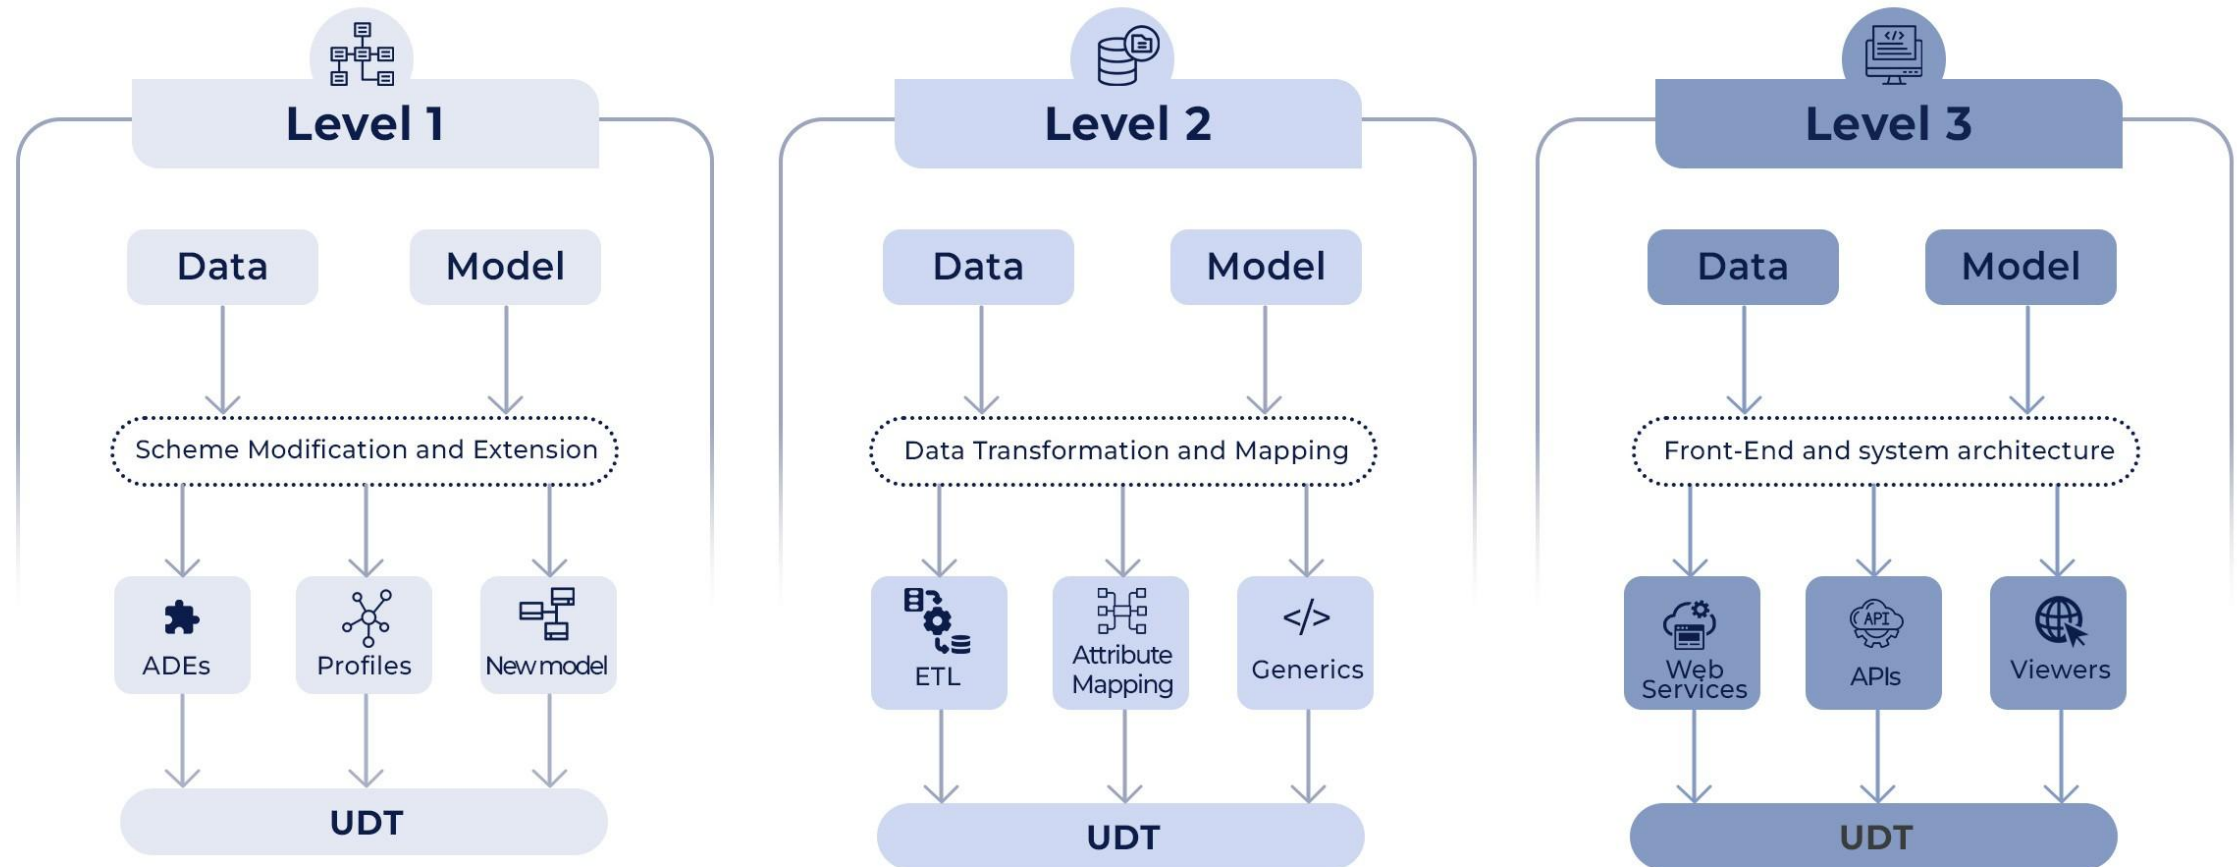 Level 1
Data
Model
Scheme Modification and Extension
ADEs
Profiles
New model
UDT
Level 2
Data
Model
Data Transformation and Mapping
ETL
Attribute
Mapping
</>
Generics
UDT
</>
Level 3
Data
Model
Front-End and system architecture
Web
Services
API
APIs
Viewers
UDT